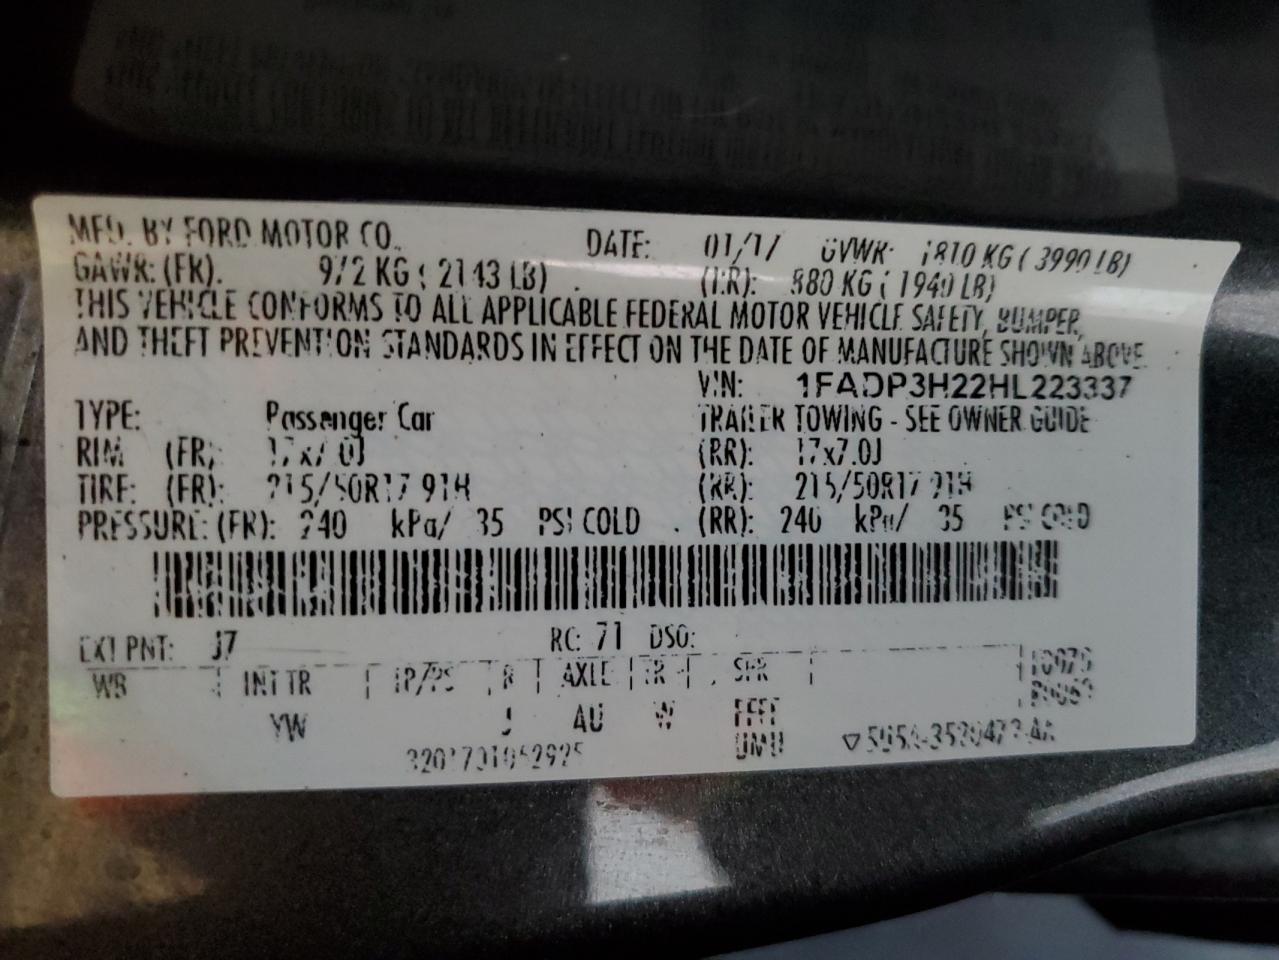 MFD. BY FORD MOTOR CO. DATE: 01/17 GVWR: 1810 KG ( 3990 LB)
GAWR: (FR). 972 KG ( 2143 LB) (RR): 880 KG ( 1940 LB)
THIS VEHICLE CONFORMS TO ALL APPLICABLE FEDERAL MOTOR VEHICLE SAFETY, BUMPER,
AND THEFT PREVENTION STANDARDS IN EFFECT ON THE DATE OF MANUFACTURE SHOWN ABOVE.
VIN: 1FADP3H22HL223337
TYPE: Passenger Car TRAILER TOWING - SEE OWNER GUIDE
RIM (FR): 17x7.0J (RR): 17x7.0J
TIRE: (FR): 215/50R17 91H (RR): 215/50R17 91H
PRESSURE: (FR): 240 kPa/ 35 PSI COLD (RR): 240 kPa/ 35 PSI COLD
EXT PNT: J7 RC: 71 DSO:
WB INT TR TP/PS R AXLE TR SPR
YW J AU W